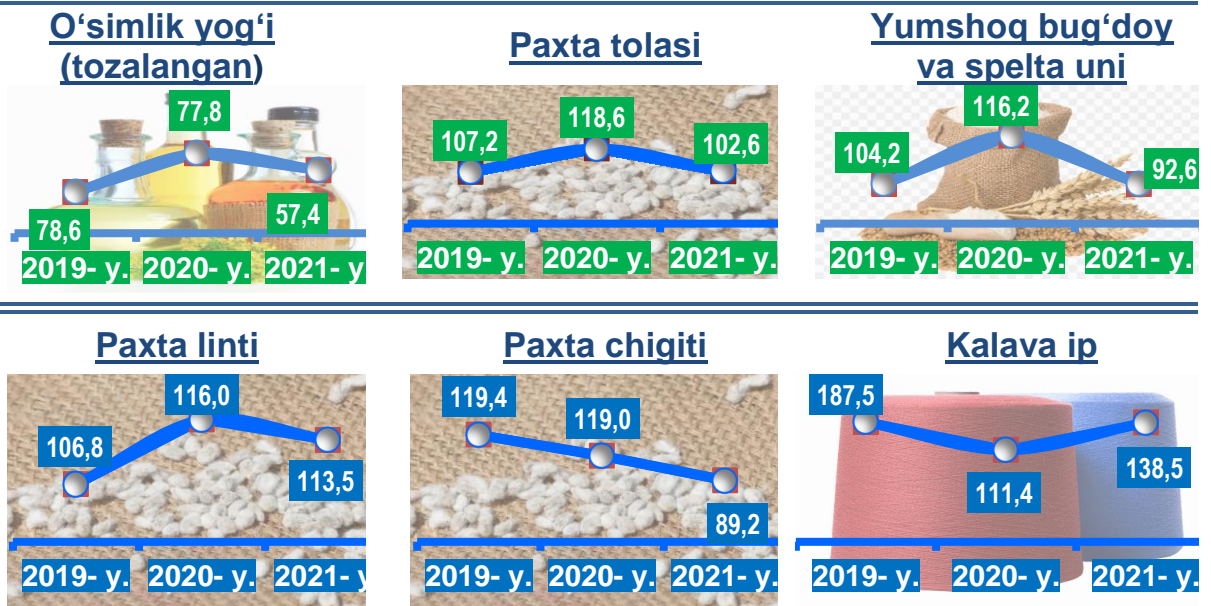 O‘simlik yog‘i
(tozalangan)
77,8
78,6
57,4
2019- y. 2020- y. 2021- y
Paxta tolasi
118,6
107,2
102,6
2019- y. 2020- y. 2021- y.
Yumshoq bug‘doy
va spelta uni
116,2
104,2
92,6
2019- y. 2020- y. 2021- y.
Paxta linti
116,0
106,8
113,5
2019- y. 2020- y. 2021- y
Paxta chigiti
119,4
119,0
89,2
2019- y. 2020- y. 2021- y.
Kalava ip
187,5
111,4
138,5
2019- y. 2020- y. 2021- y.